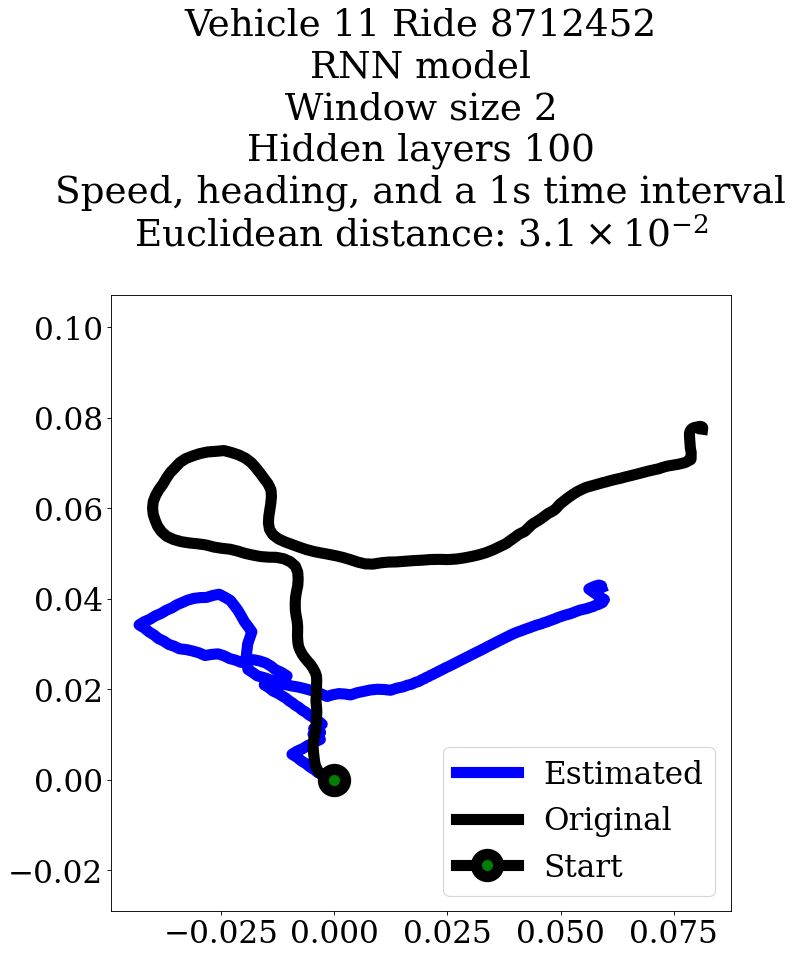 Vehicle 11 Ride 8712452
RNN model
Window size 2
Hidden layers 100
Speed, heading, and a 1s time interval
Euclidean distance: 3.1 × 10⁻²
0.10
0.08
0.06
0.04
0.02
0.00
−0.02
Estimated
Original
Start
−0.025 0.000 0.025 0.050 0.075